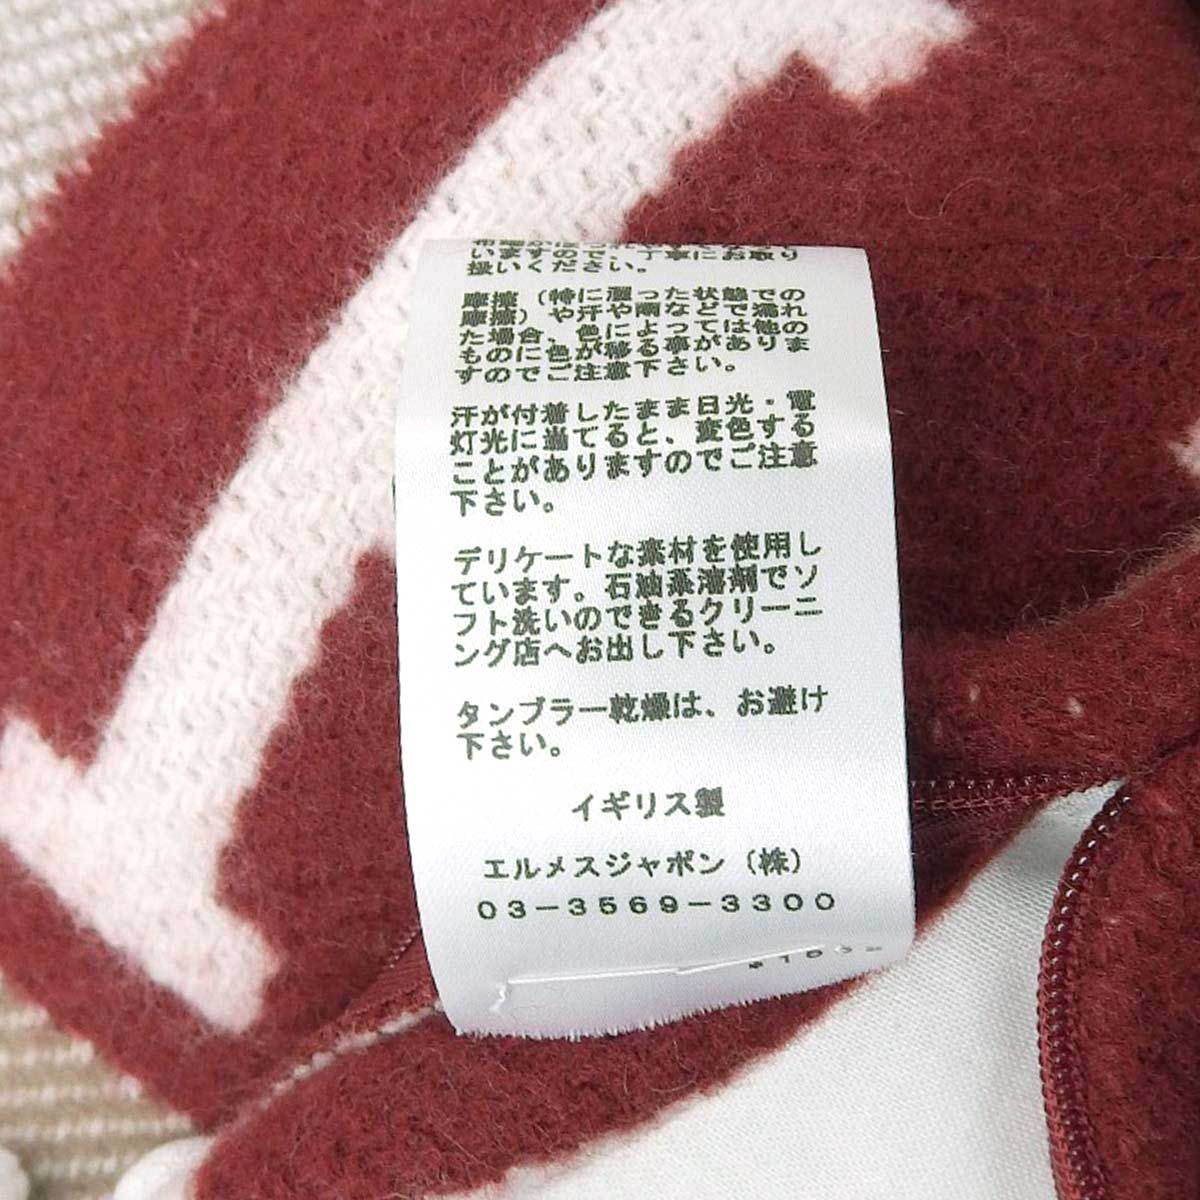 いますので、丁寧にお取り
扱いください。
摩擦（特に湿った状態での
摩擦）や汗や雨などで濡れ
た場合、色によっては他の
ものに色が移る事がありま
すのでご注意下さい。
汗が付着したまま日光・電
灯光に当てると、変色する
ことがありますのでご注意
下さい。
デリケートな素材を使用し
ています。石油系溶剤でソ
フト洗いのできるクリーニ
ング店へお出し下さい。
タンブラー乾燥は、お避け
下さい。
イギリス製
エルメスジャポン（株）
03-3569-3300